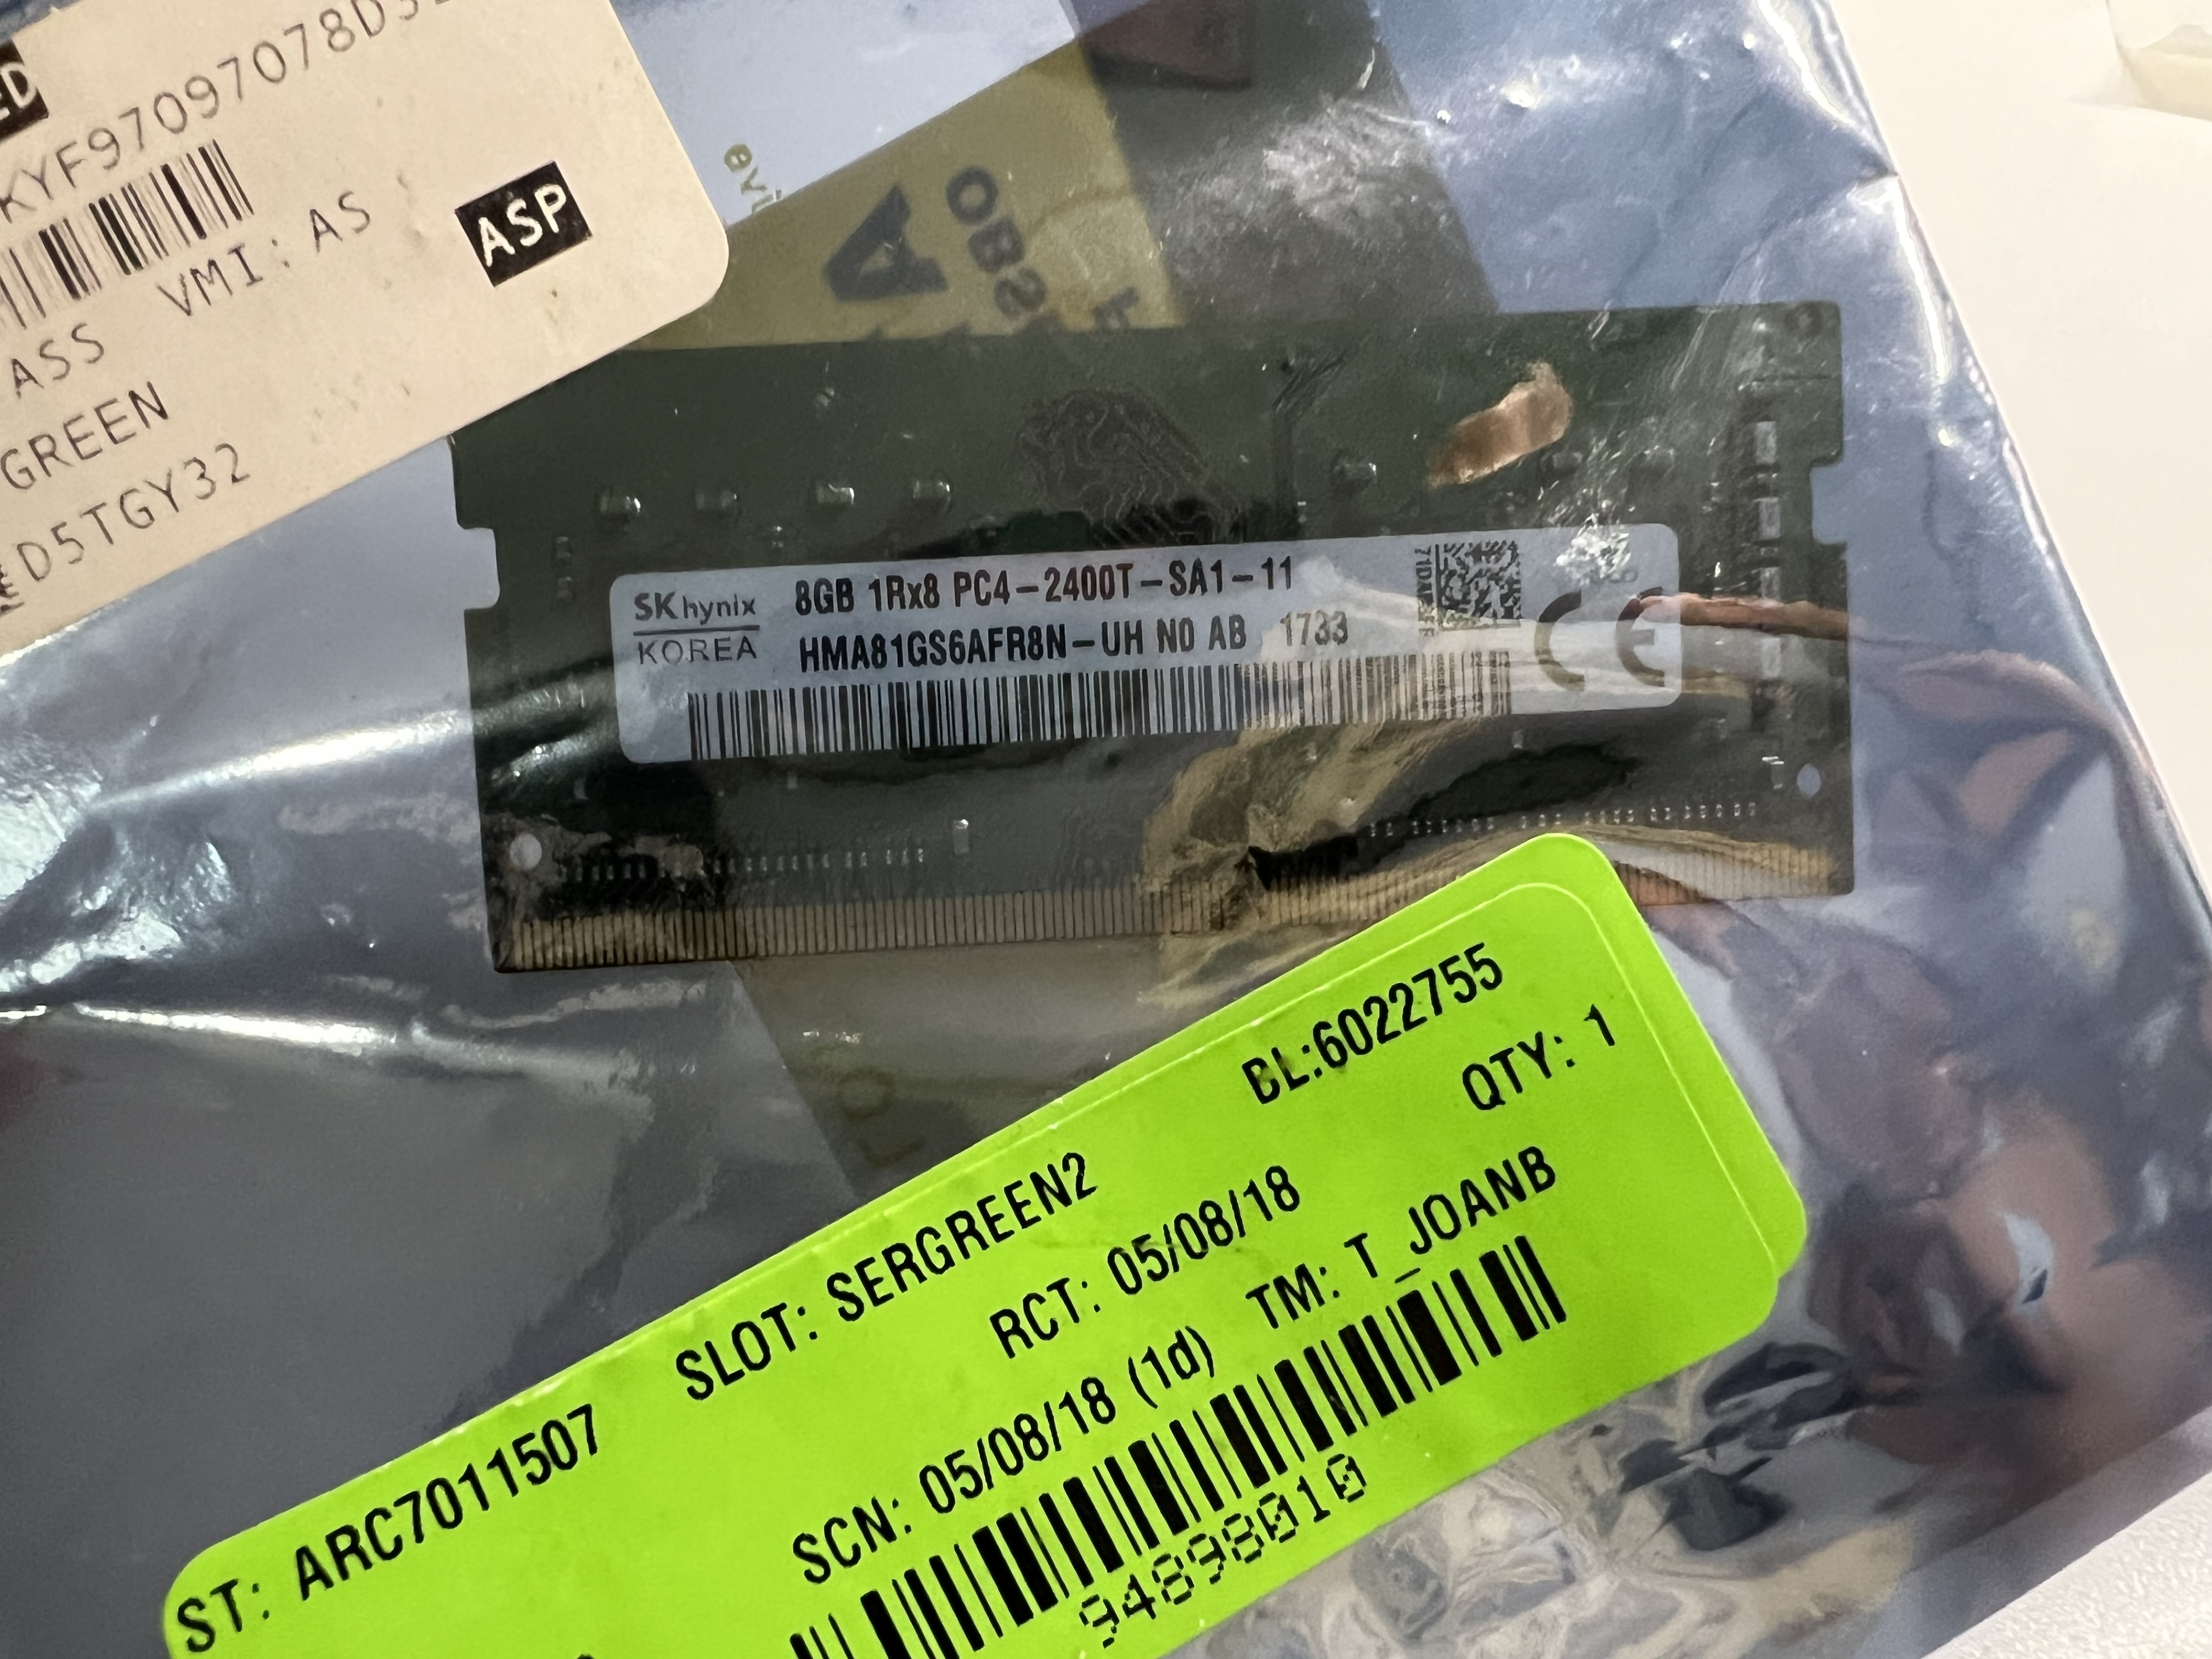 KYF97097078D
VMI: AS
ASP
ASS
GREEN
D5TGY32
A
OBS
SK hynix
KOREA
8GB 1Rx8 PC4-2400T-SA1-11
HMA81GS6AFR8N-UH N0 AB 1733
CE
BL:6022755
QTY: 1
ST: ARC7011507 SLOT: SERGREEN2
RCT: 05/08/18
SCN: 05/08/18 (1d) TM: T_JOANB
94898010